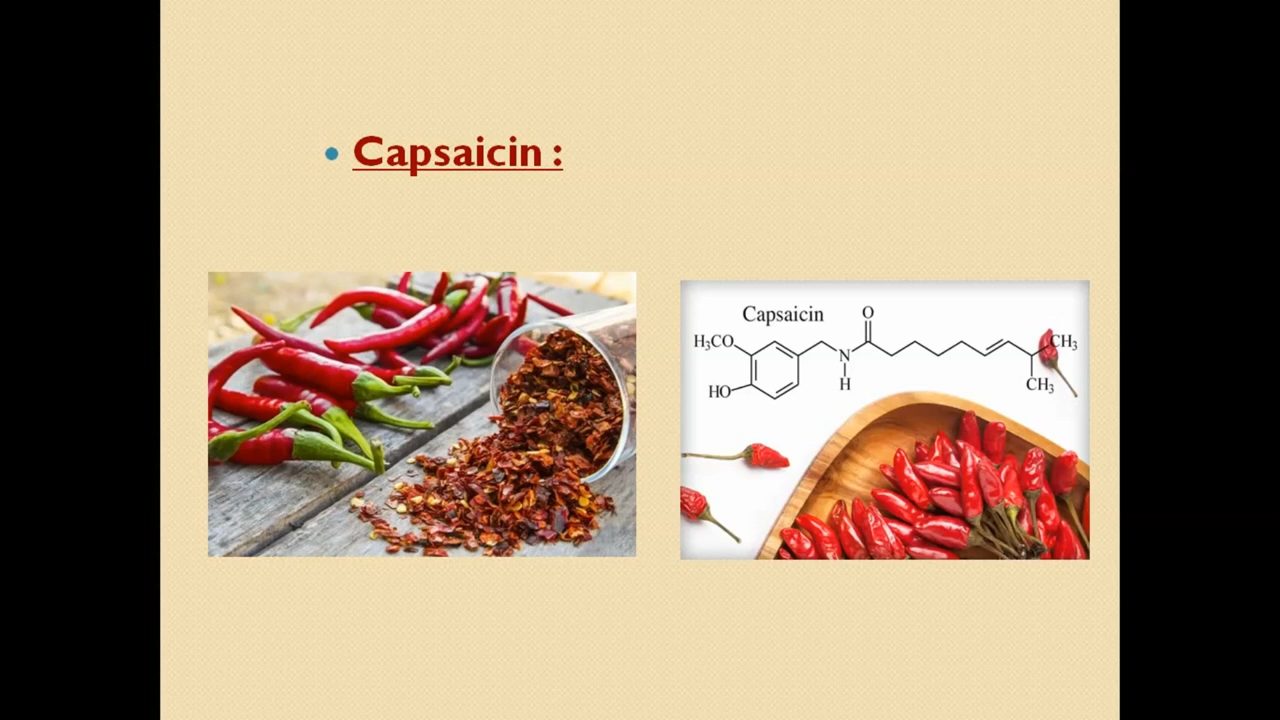 • Capsaicin :
Capsaicin
O
H₃CO
N
H
HO
CH₃
CH₃